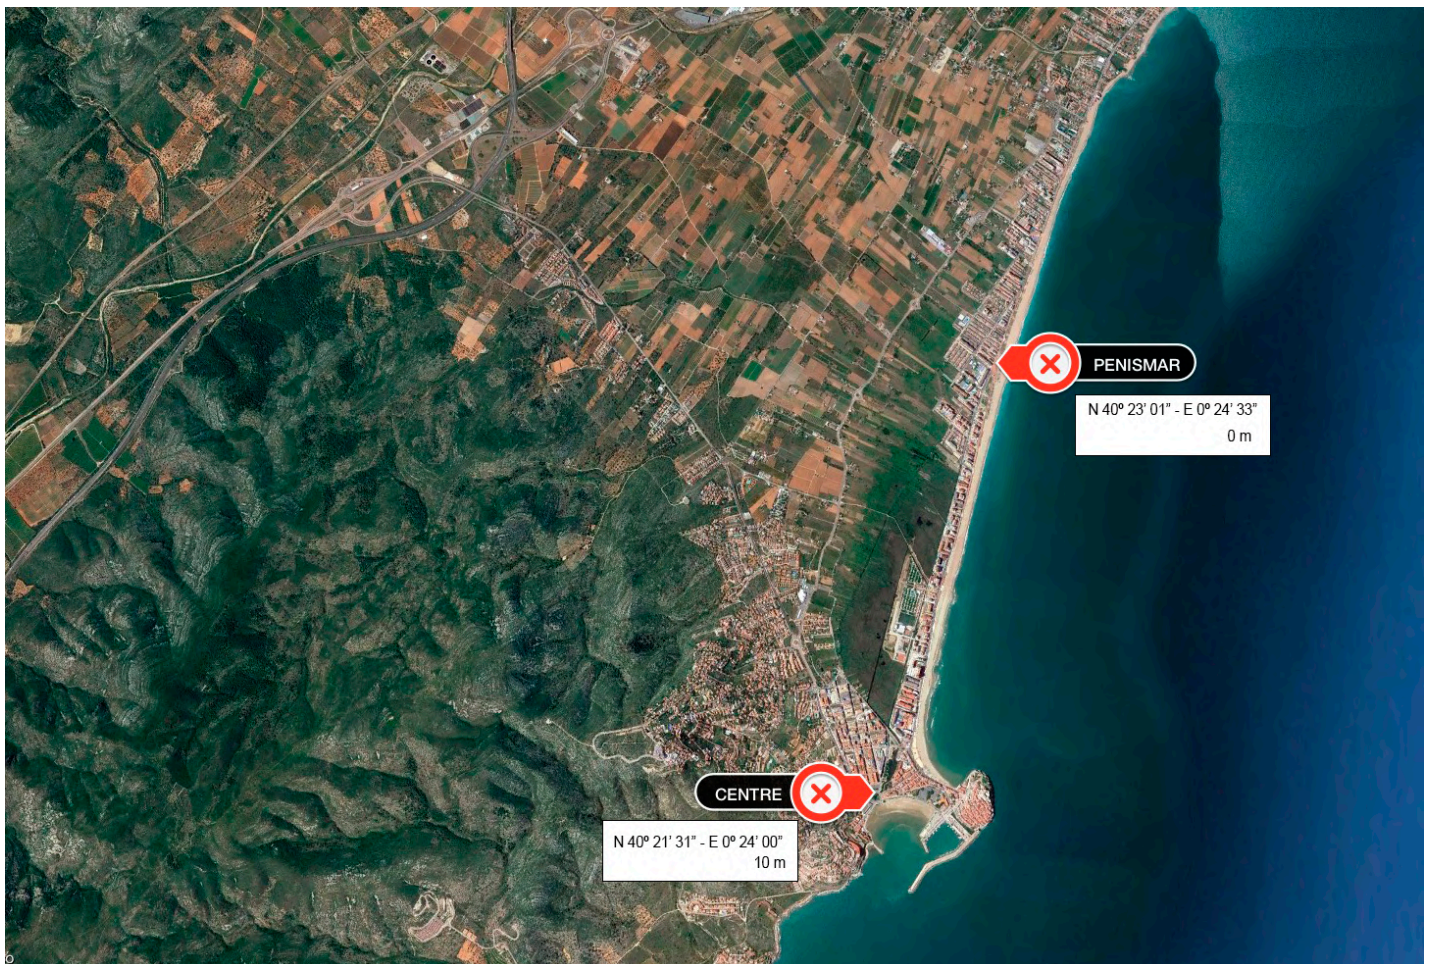 PENISMAR
N 40º 23' 01" - E 0º 24' 33"
0 m
CENTRE
N 40º 21' 31" - E 0º 24' 00"
10 m